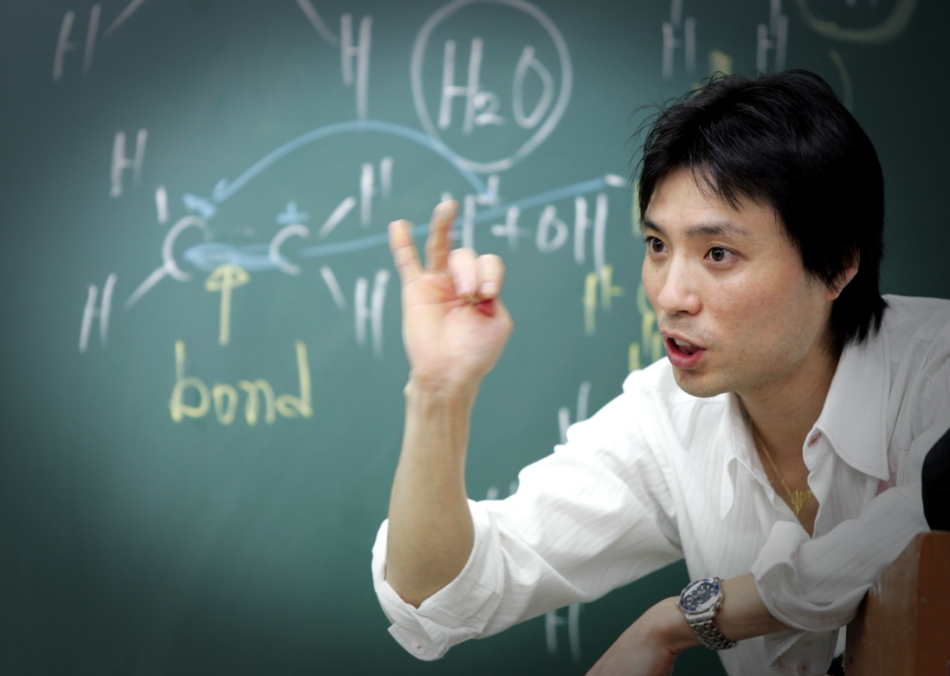 H H H H
H₂O
H H
C C H + OH
H H H
bond